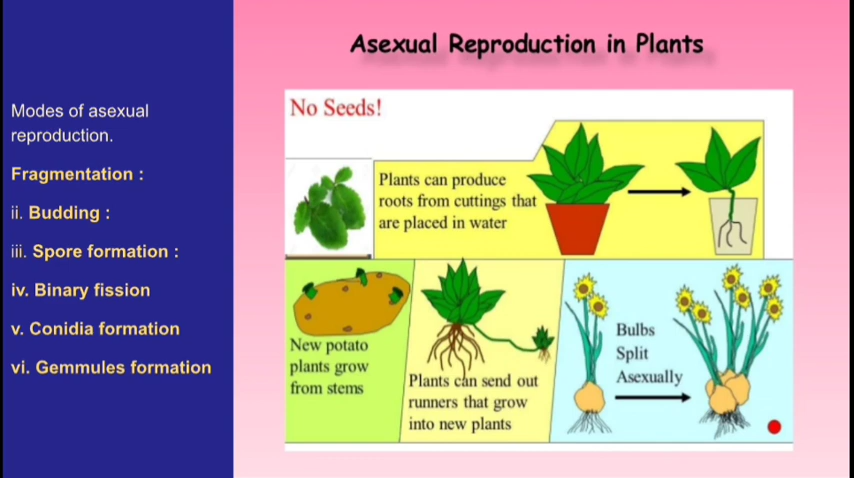 Asexual Reproduction in Plants
Modes of asexual
reproduction.
Fragmentation :
ii. Budding :
iii. Spore formation :
iv. Binary fission
v. Conidia formation
vi. Gemmules formation
No Seeds!
Plants can produce
roots from cuttings that
are placed in water
New potato
plants grow
from stems
Plants can send out
runners that grow
into new plants
Bulbs
Split
Asexually